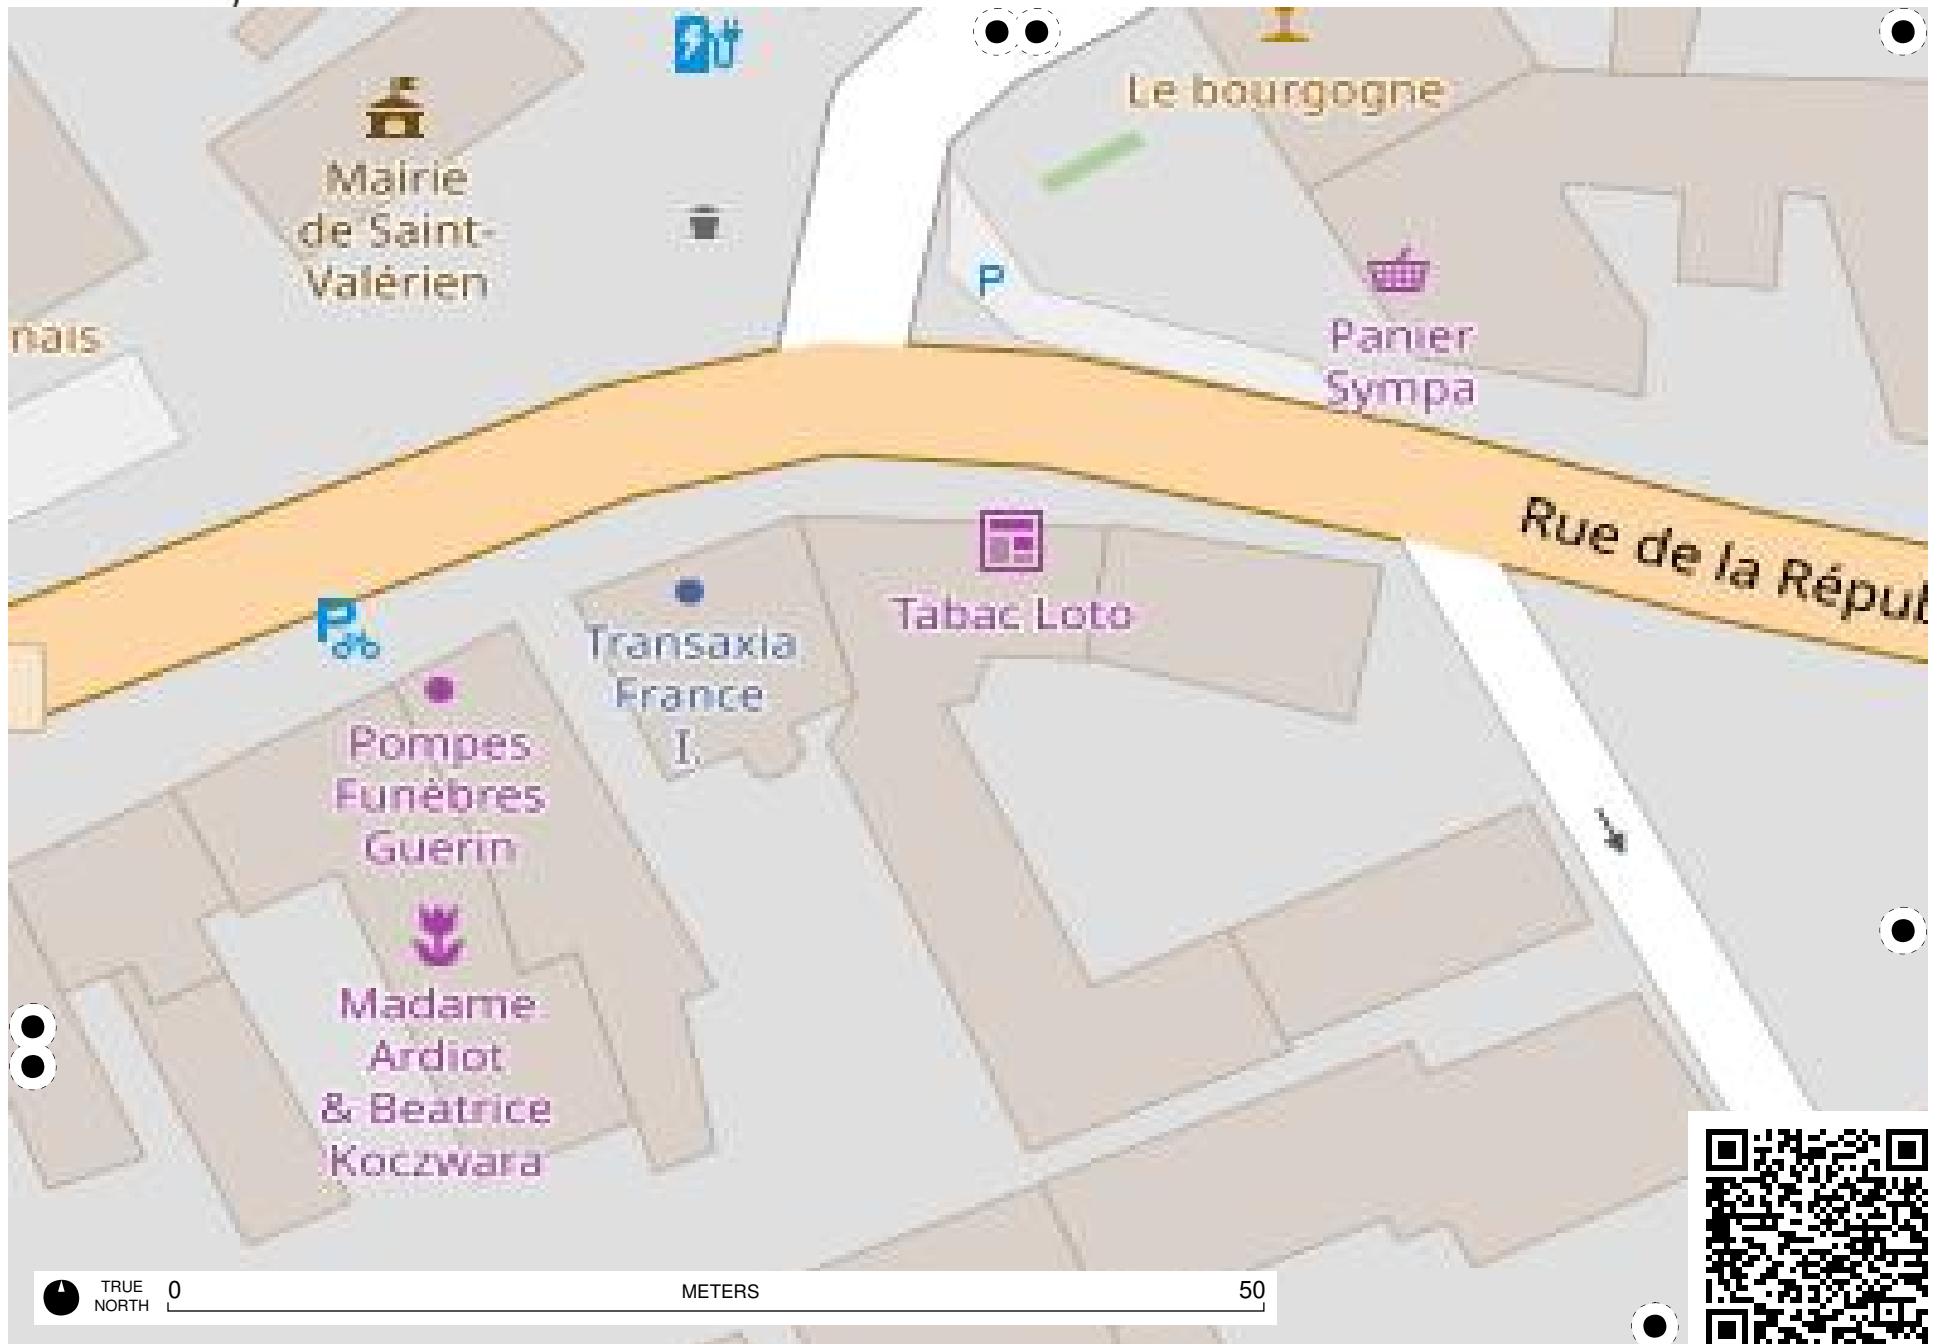 Le bourgogne
Mairie
de Saint-
Valérien
P
nais
Panier
Sympa
Rue de la Répub
P
Tabac Loto
Transaxia
France
I.
Pompes
Funèbres
Guerin
Madame
Ardiot
& Beatrice
Koczwara
TRUE
NORTH
0
METERS
50